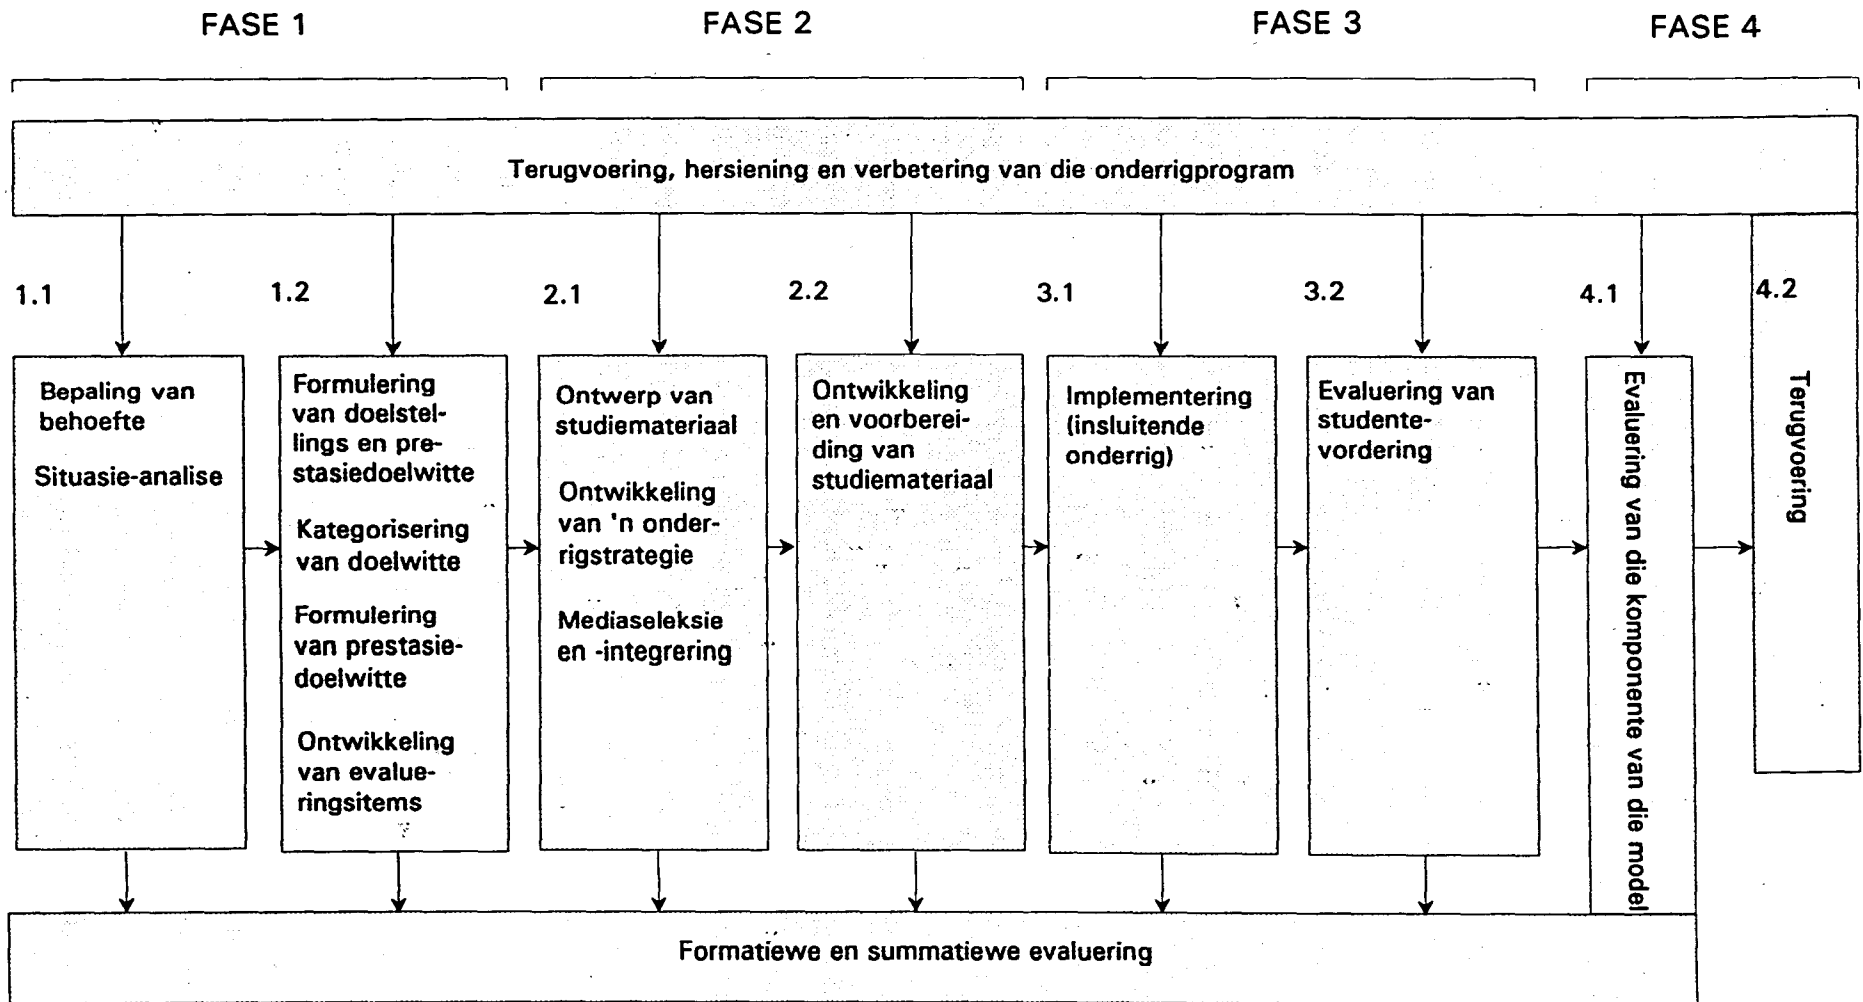 FASE 1
FASE 2
FASE 3
FASE 4
Terugvoering, hersiening en verbetering van die onderrigprogram
1.1
1.2
2.1
2.2
3.1
3.2
4.1
4.2
Bepaling van
behoefte
Situasie-analise
Formulering
van doelstel-
lings en pre-
stasiedoelwitte
Kategorisering
van doelwitte
Formulering
van prestasie-
doelwitte
Ontwikkeling
van evalue-
ringsitems
Ontwerp van
studiemateriaal
Ontwikkeling
van 'n onder-
rigstrategie
Mediaseleksie
en -integrering
Ontwikkeling
en voorberei-
ding van
studiemateriaal
Implementering
(insluitende
onderrig)
Evaluering van
studente-
vordering
Evaluering van die komponente van die model
Terugvoering
Formatiewe en summatiewe evaluering